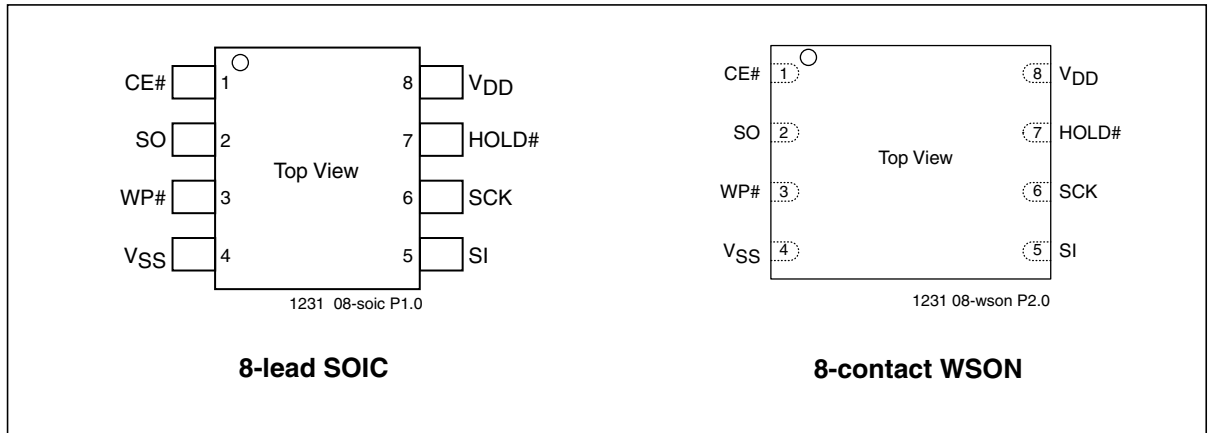 CE# 1 8 VDD
SO 2 7 HOLD#
Top View
WP# 3 6 SCK
VSS 4 5 SI
1231 08-soic P1.0
8-lead SOIC
CE# 1 8 VDD
SO 2 7 HOLD#
Top View
WP# 3 6 SCK
VSS 4 5 SI
1231 08-wson P2.0
8-contact WSON